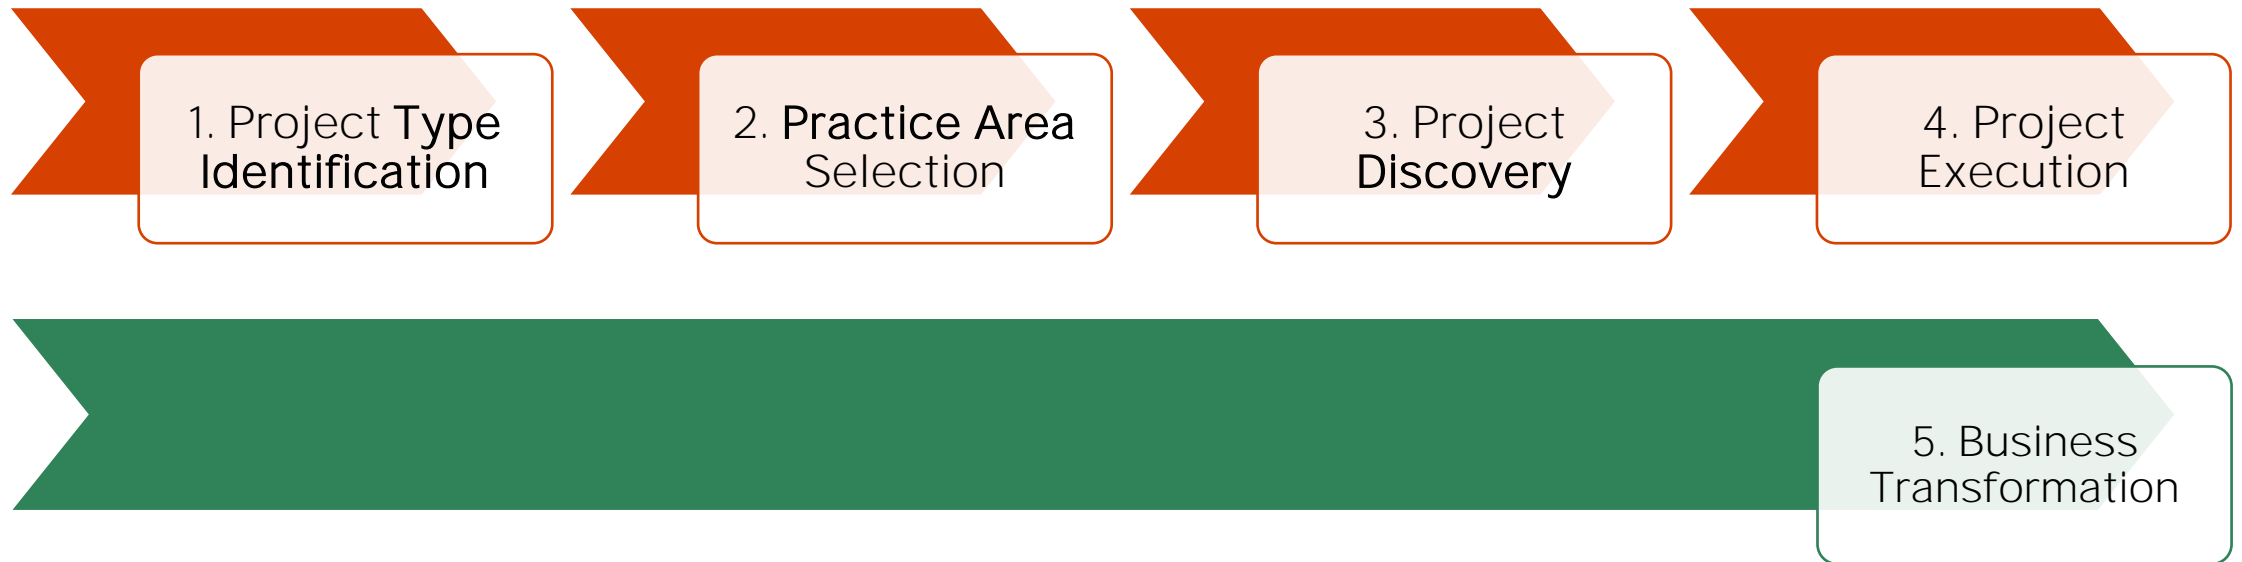 1. Project Type
Identification
2. Practice Area
Selection
3. Project
Discovery
4. Project
Execution
5. Business
Transformation